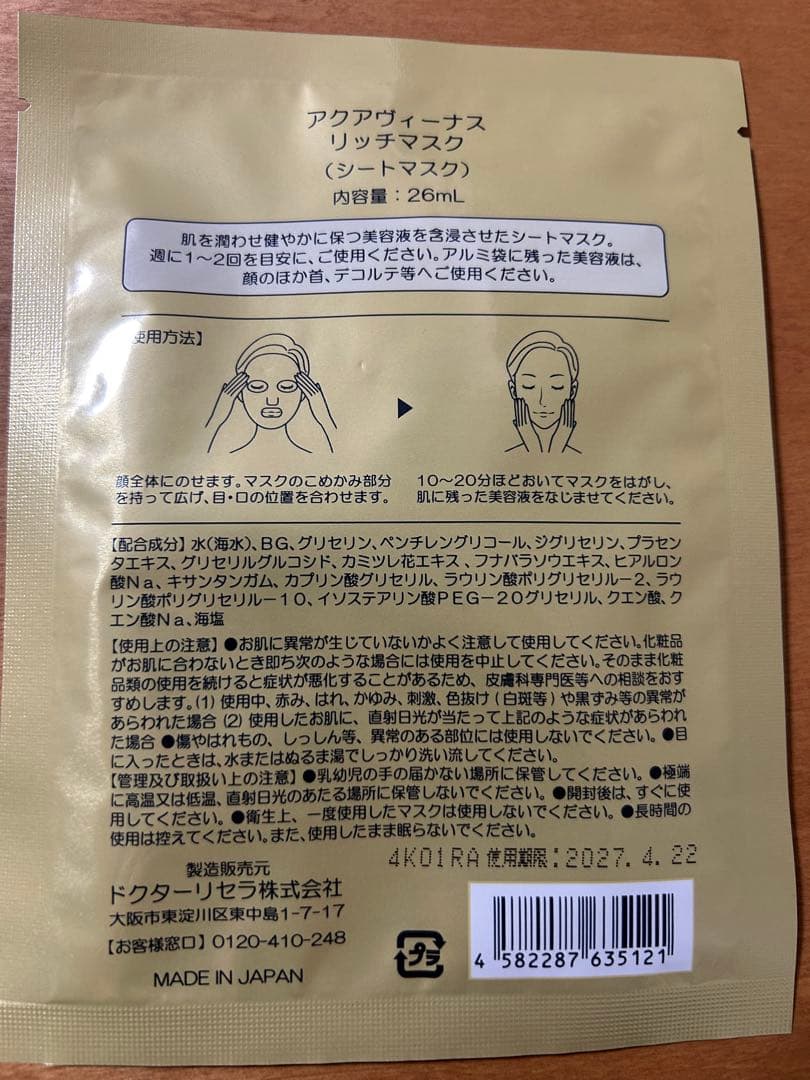 アクアヴィーナス
リッチマスク
(シートマスク)
内容量：26mL
肌を潤わせ健やかに保つ美容液を含浸させたシートマスク。
週に1～2回を目安に、ご使用ください。アルミ袋に残った美容液は、
顔のほか首、デコルテ等へご使用ください。
使用方法】
顔全体にのせます。マスクのこめかみ部分
を持って広げ、目・口の位置を合わせます。
10～20分ほどおいてマスクをはがし、
肌に残った美容液をなじませてください。
【配合成分】水(海水)、BG、グリセリン、ペンチレングリコール、ジグリセリン、プラセン
タエキス、グリセリルグルコシド、カミツレ花エキス、フナバラソウエキス、ヒアルロン
酸Na、キサンタンガム、カプリン酸グリセリル、ラウリン酸ポリグリセリル－2、ラウ
リン酸ポリグリセリル－10、イソステアリン酸PEG－20グリセリル、クエン酸、ク
エン酸Na、海塩
【使用上の注意】●お肌に異常が生じていないかよく注意して使用してください。化粧品
がお肌に合わないとき即ち次のような場合には使用を中止してください。そのまま化粧
品類の使用を続けると症状が悪化することがあるため、皮膚科専門医等への相談をおす
すめします。(1) 使用中、赤み、はれ、かゆみ、刺激、色抜け(白斑等)や黒ずみ等の異常が
あらわれた場合 (2) 使用したお肌に、直射日光が当たって上記のような症状があらわれ
た場合 ●傷やはれもの、しっしん等、異常のある部位には使用しないでください。●目
に入ったときは、水またはぬるま湯でしっかり洗い流してください。
【管理及び取扱い上の注意】●乳幼児の手の届かない場所に保管してください。●極端
に高温又は低温、直射日光のあたる場所に保管しないでください。●開封後は、すぐに使
用してください。●衛生上、一度使用したマスクは使用しないでください。●長時間の
使用は控えてください。また、使用したまま眠らないでください。
4K01RA 使用期限：2027.4.22
製造販売元
ドクターリセラ株式会社
大阪市東淀川区東中島1-7-17
【お客様窓口】0120-410-248
MADE IN JAPAN
プラ
4 582287 635121